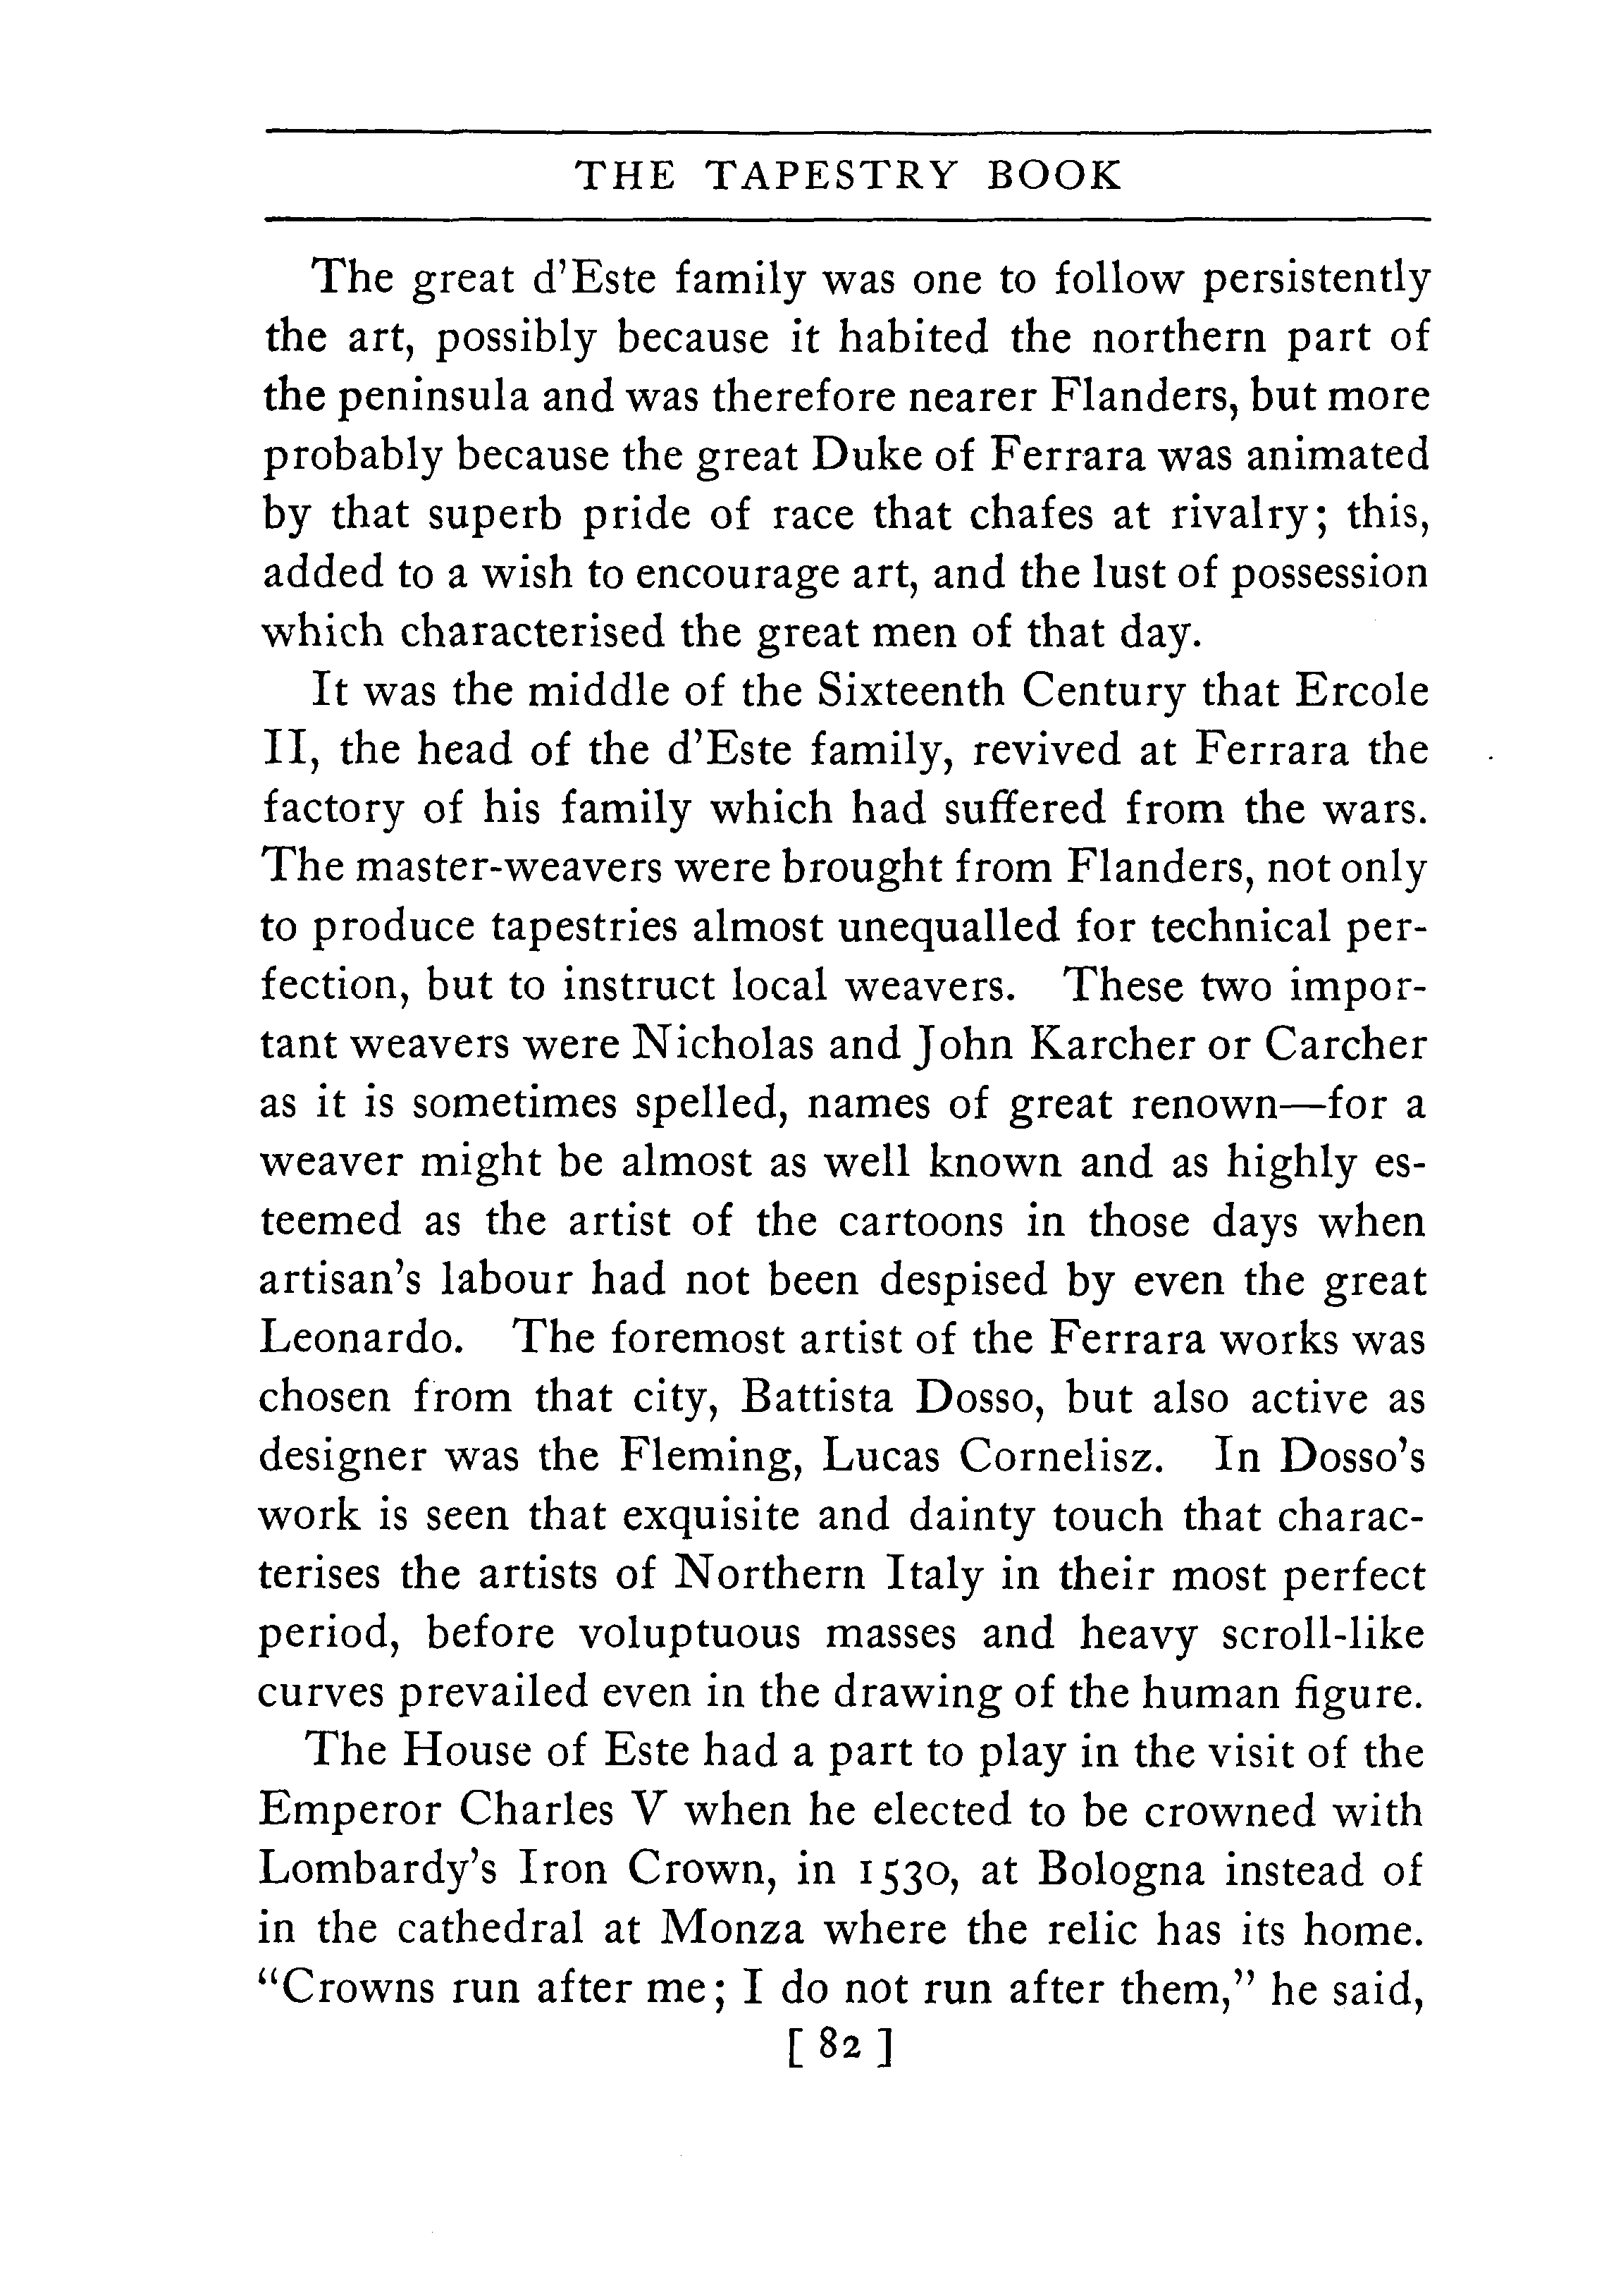 THE TAPESTRY BOOK
The great d'Este family was one to follow persistently
the art, possibly because it habited the northern part of
the peninsula and was therefore nearer Flanders, but more
probably because the great Duke of Ferrara was animated
by that superb pride of race that chafes at rivalry; this,
added to a wish to encourage art, and the lust of possession
which characterised the great men of that day.
It was the middle of the Sixteenth Century that Ercole
II, the head of the d'Este family, revived at Ferrara the
factory of his family which had suffered from the wars.
The master-weavers were brought from Flanders, not only
to produce tapestries almost unequalled for technical per-
fection, but to instruct local weavers. These two impor-
tant weavers were Nicholas and John Karcher or Carcher
as it is sometimes spelled, names of great renown—for a
weaver might be almost as well known and as highly es-
teemed as the artist of the cartoons in those days when
artisan's labour had not been despised by even the great
Leonardo. The foremost artist of the Ferrara works was
chosen from that city, Battista Dosso, but also active as
designer was the Fleming, Lucas Cornelisz. In Dosso's
work is seen that exquisite and dainty touch that charac-
terises the artists of Northern Italy in their most perfect
period, before voluptuous masses and heavy scroll-like
curves prevailed even in the drawing of the human figure.
The House of Este had a part to play in the visit of the
Emperor Charles V when he elected to be crowned with
Lombardy's Iron Crown, in 1530, at Bologna instead of
in the cathedral at Monza where the relic has its home.
"Crowns run after me; I do not run after them," he said,
[ 82 ]